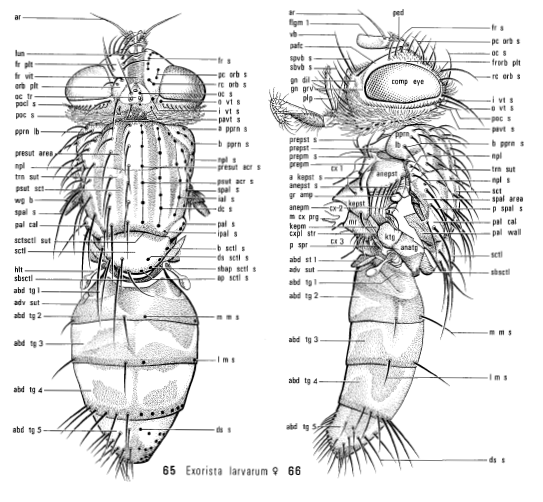 ar
lun
fr plt
fr vit
orb plt
oc tr
pocl s
poc s
pprn lb
presut area
npl
trn sut
psut sct
wg b
spal s
pal cal
sctsctl sut
sctl
hlt
sbsctl
abd tg 1
adv sut
abd tg 2
abd tg 3
abd tg 4
abd tg 5
fr s
pc orb s
rc orb s
oc s
i vt s
o vt s
pavt s
a pprn s
b pprn s
npl s
presut acr s
psut acr s
spal s
ial s
dc s
pal s
ipal s
b sctl s
ds sctl s
sbap sctl s
ap sctl s
m m s
l m s
ds s
65 Exorista larvarum ♀ 66
ar
flgm 1
vb
pafc
spvb s
sbvb s
gn dil
gn grv
plp
prepst s
prepst
prepm s
prepm
cx 1
a kepst s
anepst s
gr amp
anepm
cx 2
m cx prg
kepm
cxpl str
p spr
cx 3
abd st 1
adv sut
abd tg 1
abd tg 2
abd tg 3
abd tg 4
abd tg 5
ped
comp eye
pprn
lb
anepst
kepst
mr
ktg
anatg
fr s
pc orb s
oc s
frorb plt
rc orb s
i vt s
o vt s
poc s
pavt s
b pprn s
npl
trn sut
npl s
sct
spal area
p spal s
pal cal
pal wall
sctl
sbsctl
m m s
l m s
ds s